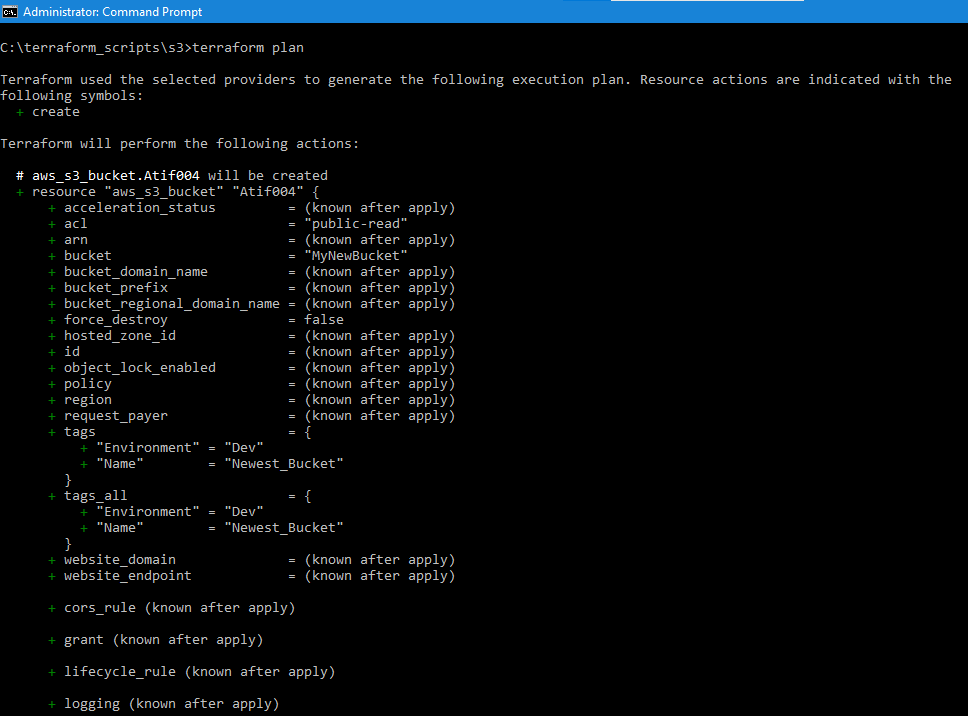 Administrator: Command Prompt
C:\terraform_scripts\s3>terraform plan
Terraform used the selected providers to generate the following execution plan. Resource actions are indicated with the
following symbols:
  + create
Terraform will perform the following actions:
  # aws_s3_bucket.Atif004 will be created
  + resource "aws_s3_bucket" "Atif004" {
      + acceleration_status         = (known after apply)
      + acl                         = "public-read"
      + arn                         = (known after apply)
      + bucket                      = "MyNewBucket"
      + bucket_domain_name          = (known after apply)
      + bucket_prefix               = (known after apply)
      + bucket_regional_domain_name = (known after apply)
      + force_destroy               = false
      + hosted_zone_id              = (known after apply)
      + id                          = (known after apply)
      + object_lock_enabled         = (known after apply)
      + policy                      = (known after apply)
      + region                      = (known after apply)
      + request_payer               = (known after apply)
      + tags                        = {
          + "Environment" = "Dev"
          + "Name"        = "Newest_Bucket"
        }
      + tags_all                    = {
          + "Environment" = "Dev"
          + "Name"        = "Newest_Bucket"
        }
      + website_domain              = (known after apply)
      + website_endpoint            = (known after apply)
      + cors_rule (known after apply)
      + grant (known after apply)
      + lifecycle_rule (known after apply)
      + logging (known after apply)